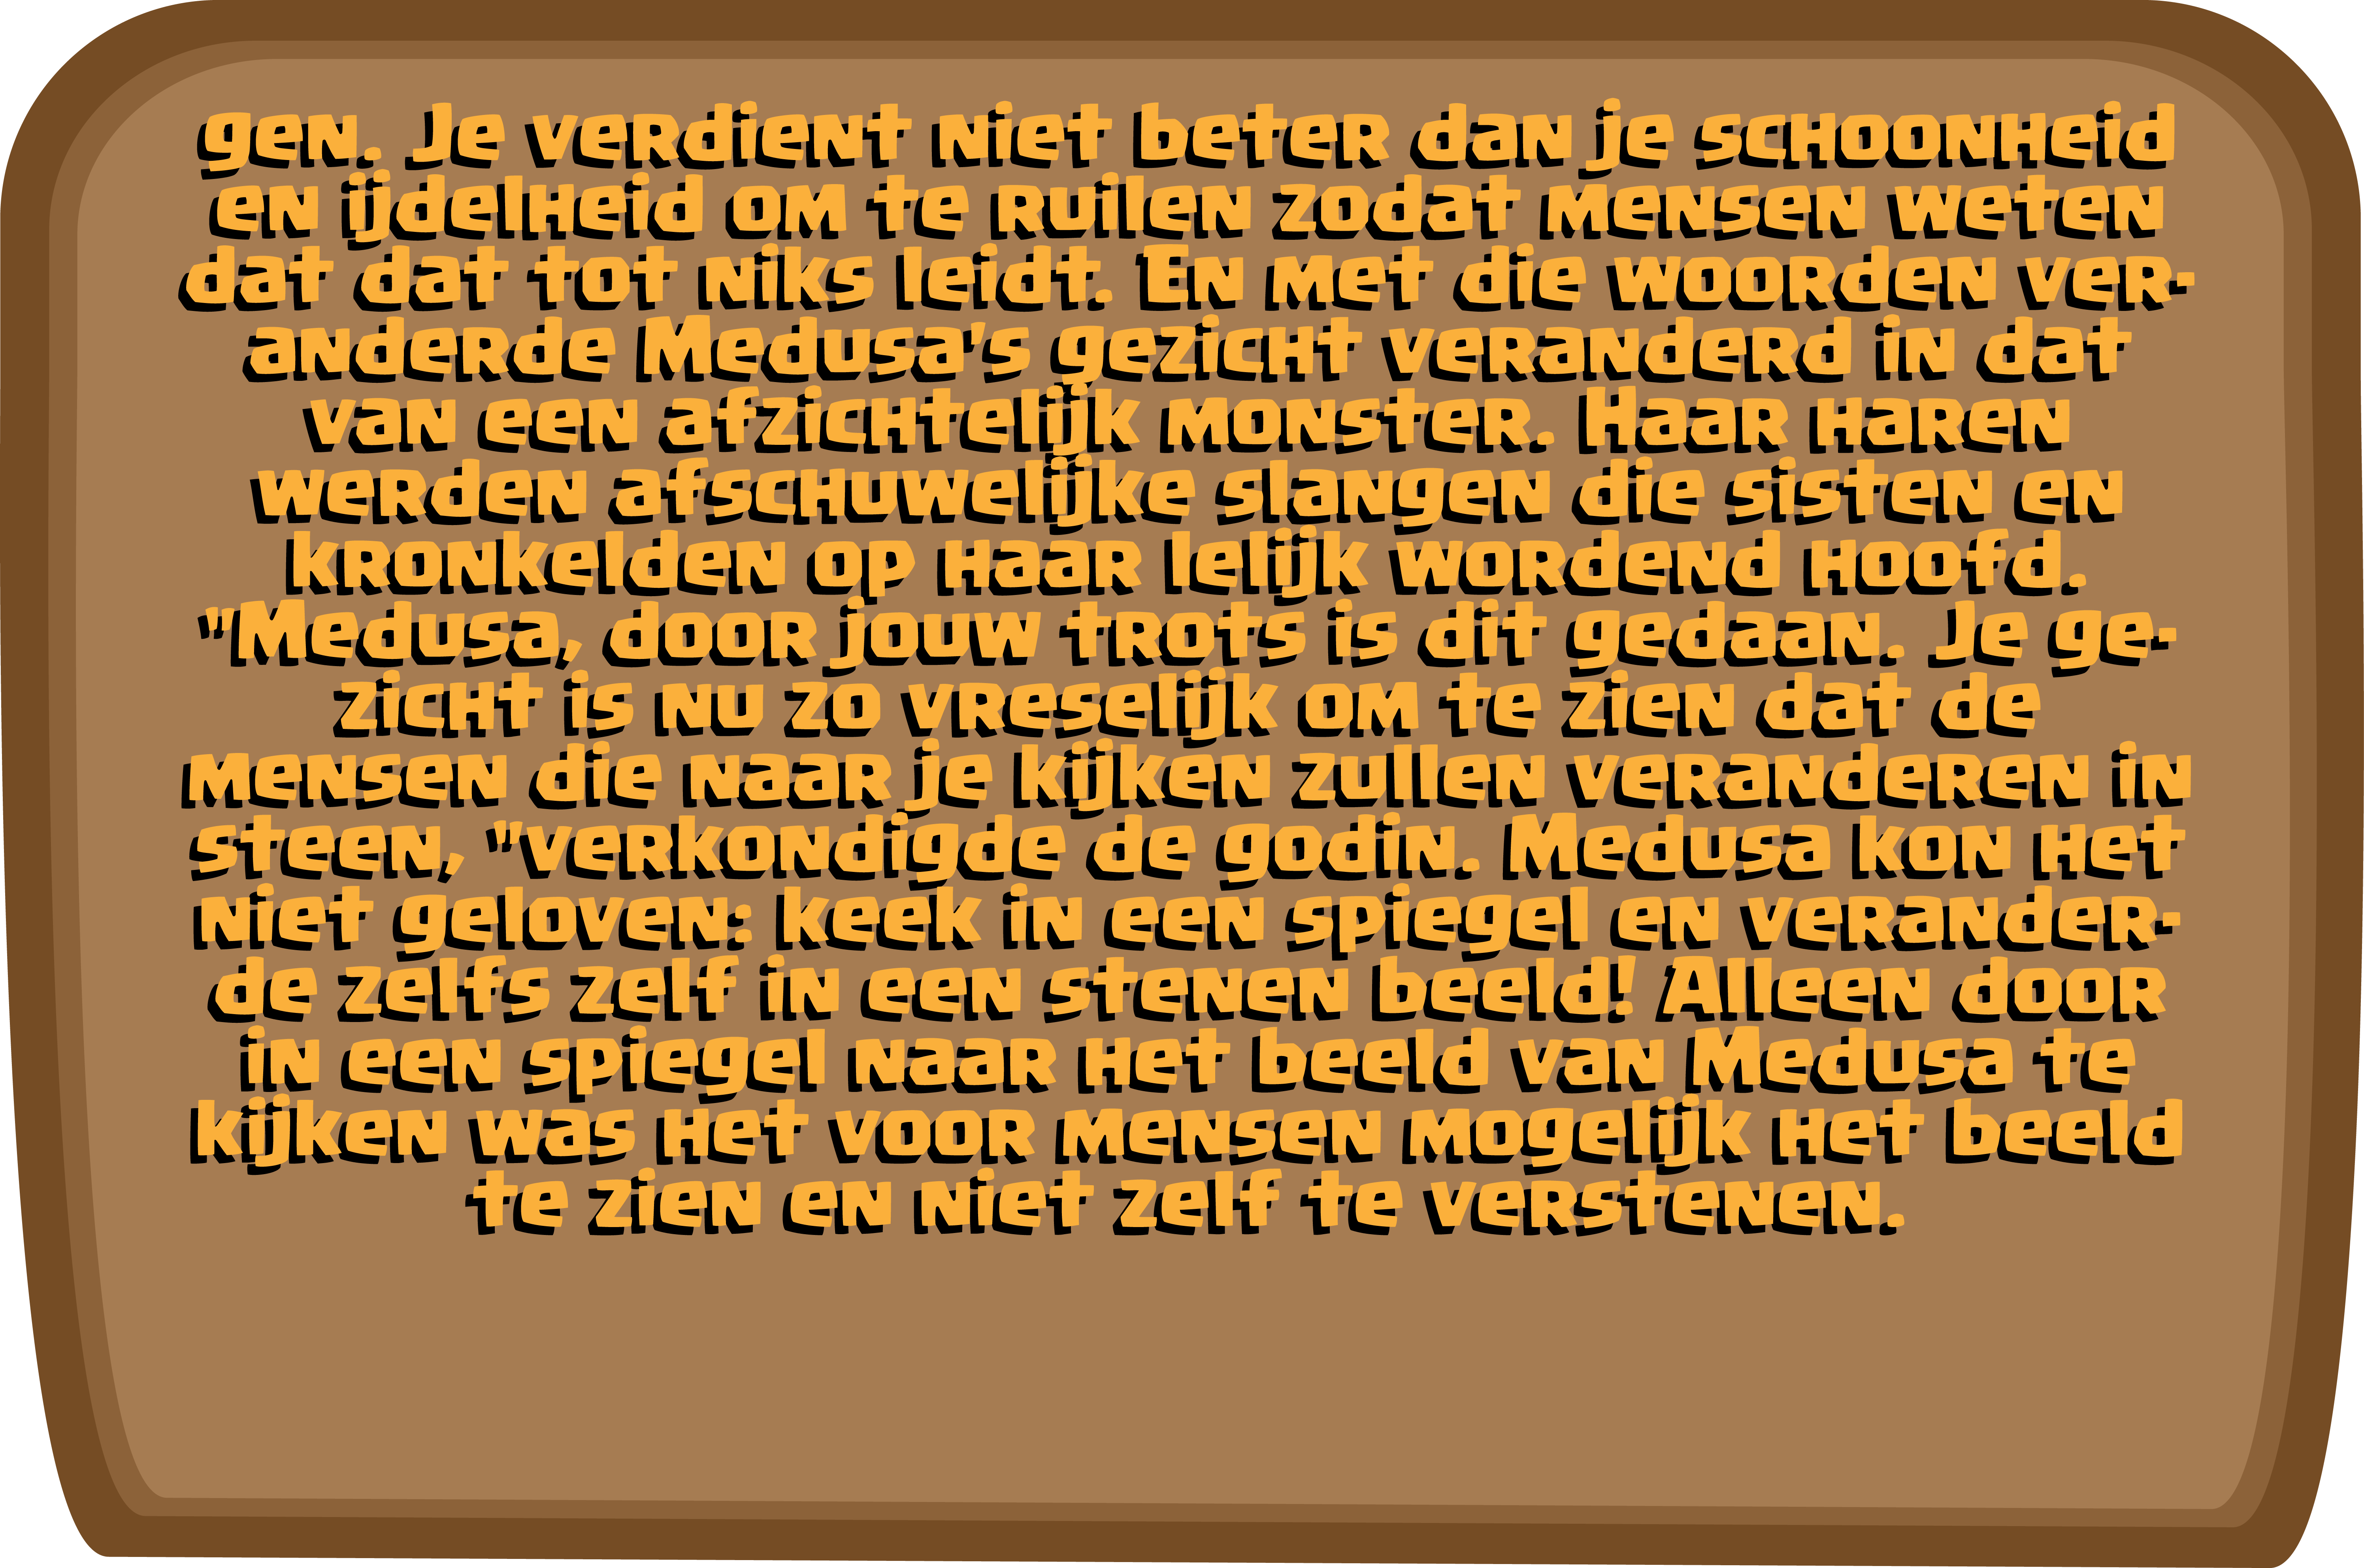 gen. Je verdient niet beter dan je schoonheid
en ijdelheid om te ruilen zodat mensen weten
dat dat tot niks leidt. En met die woorden ver-
anderde Medusa's gezicht veranderd in dat
van een afzichtelijk monster. Haar haren
werden afschuwelijke slangen die sisten en
kronkelden op haar lelijk wordend hoofd.
"Medusa, door jouw trots is dit gedaan. Je ge-
zicht is nu zo vreselijk om te zien dat de
mensen die naar je kijken zullen veranderen in
steen, "verkondigde de godin. Medusa kon het
niet geloven: keek in een spiegel en verander-
de zelfs zelf in een stenen beeld! Alleen door
in een spiegel naar het beeld van Medusa te
kijken was het voor mensen mogelijk het beeld
te zien en niet zelf te verstenen.